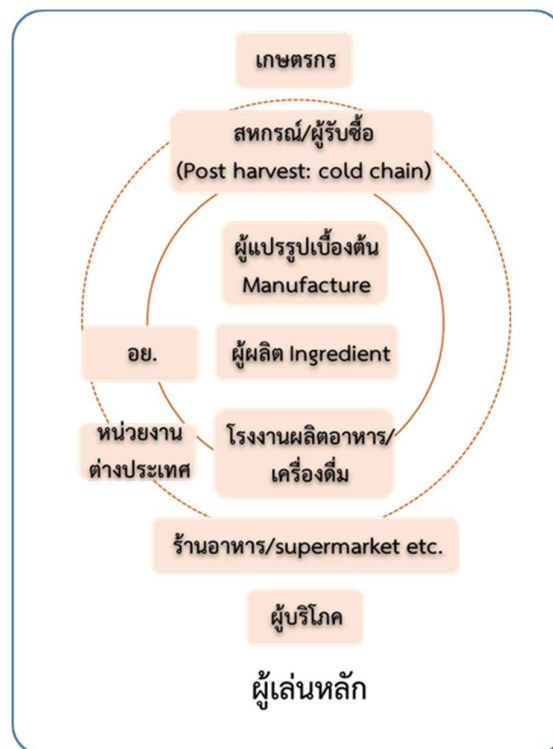 เกษตรกร
สหกรณ์/ผู้รับซื้อ
(Post harvest: cold chain)
ผู้แปรรูปเบื้องต้น
Manufacture
อย.
ผู้ผลิต Ingredient
หน่วยงาน
ต่างประเทศ
โรงงานผลิตอาหาร/
เครื่องดื่ม
ร้านอาหาร/supermarket etc.
ผู้บริโภค
ผู้เล่นหลัก